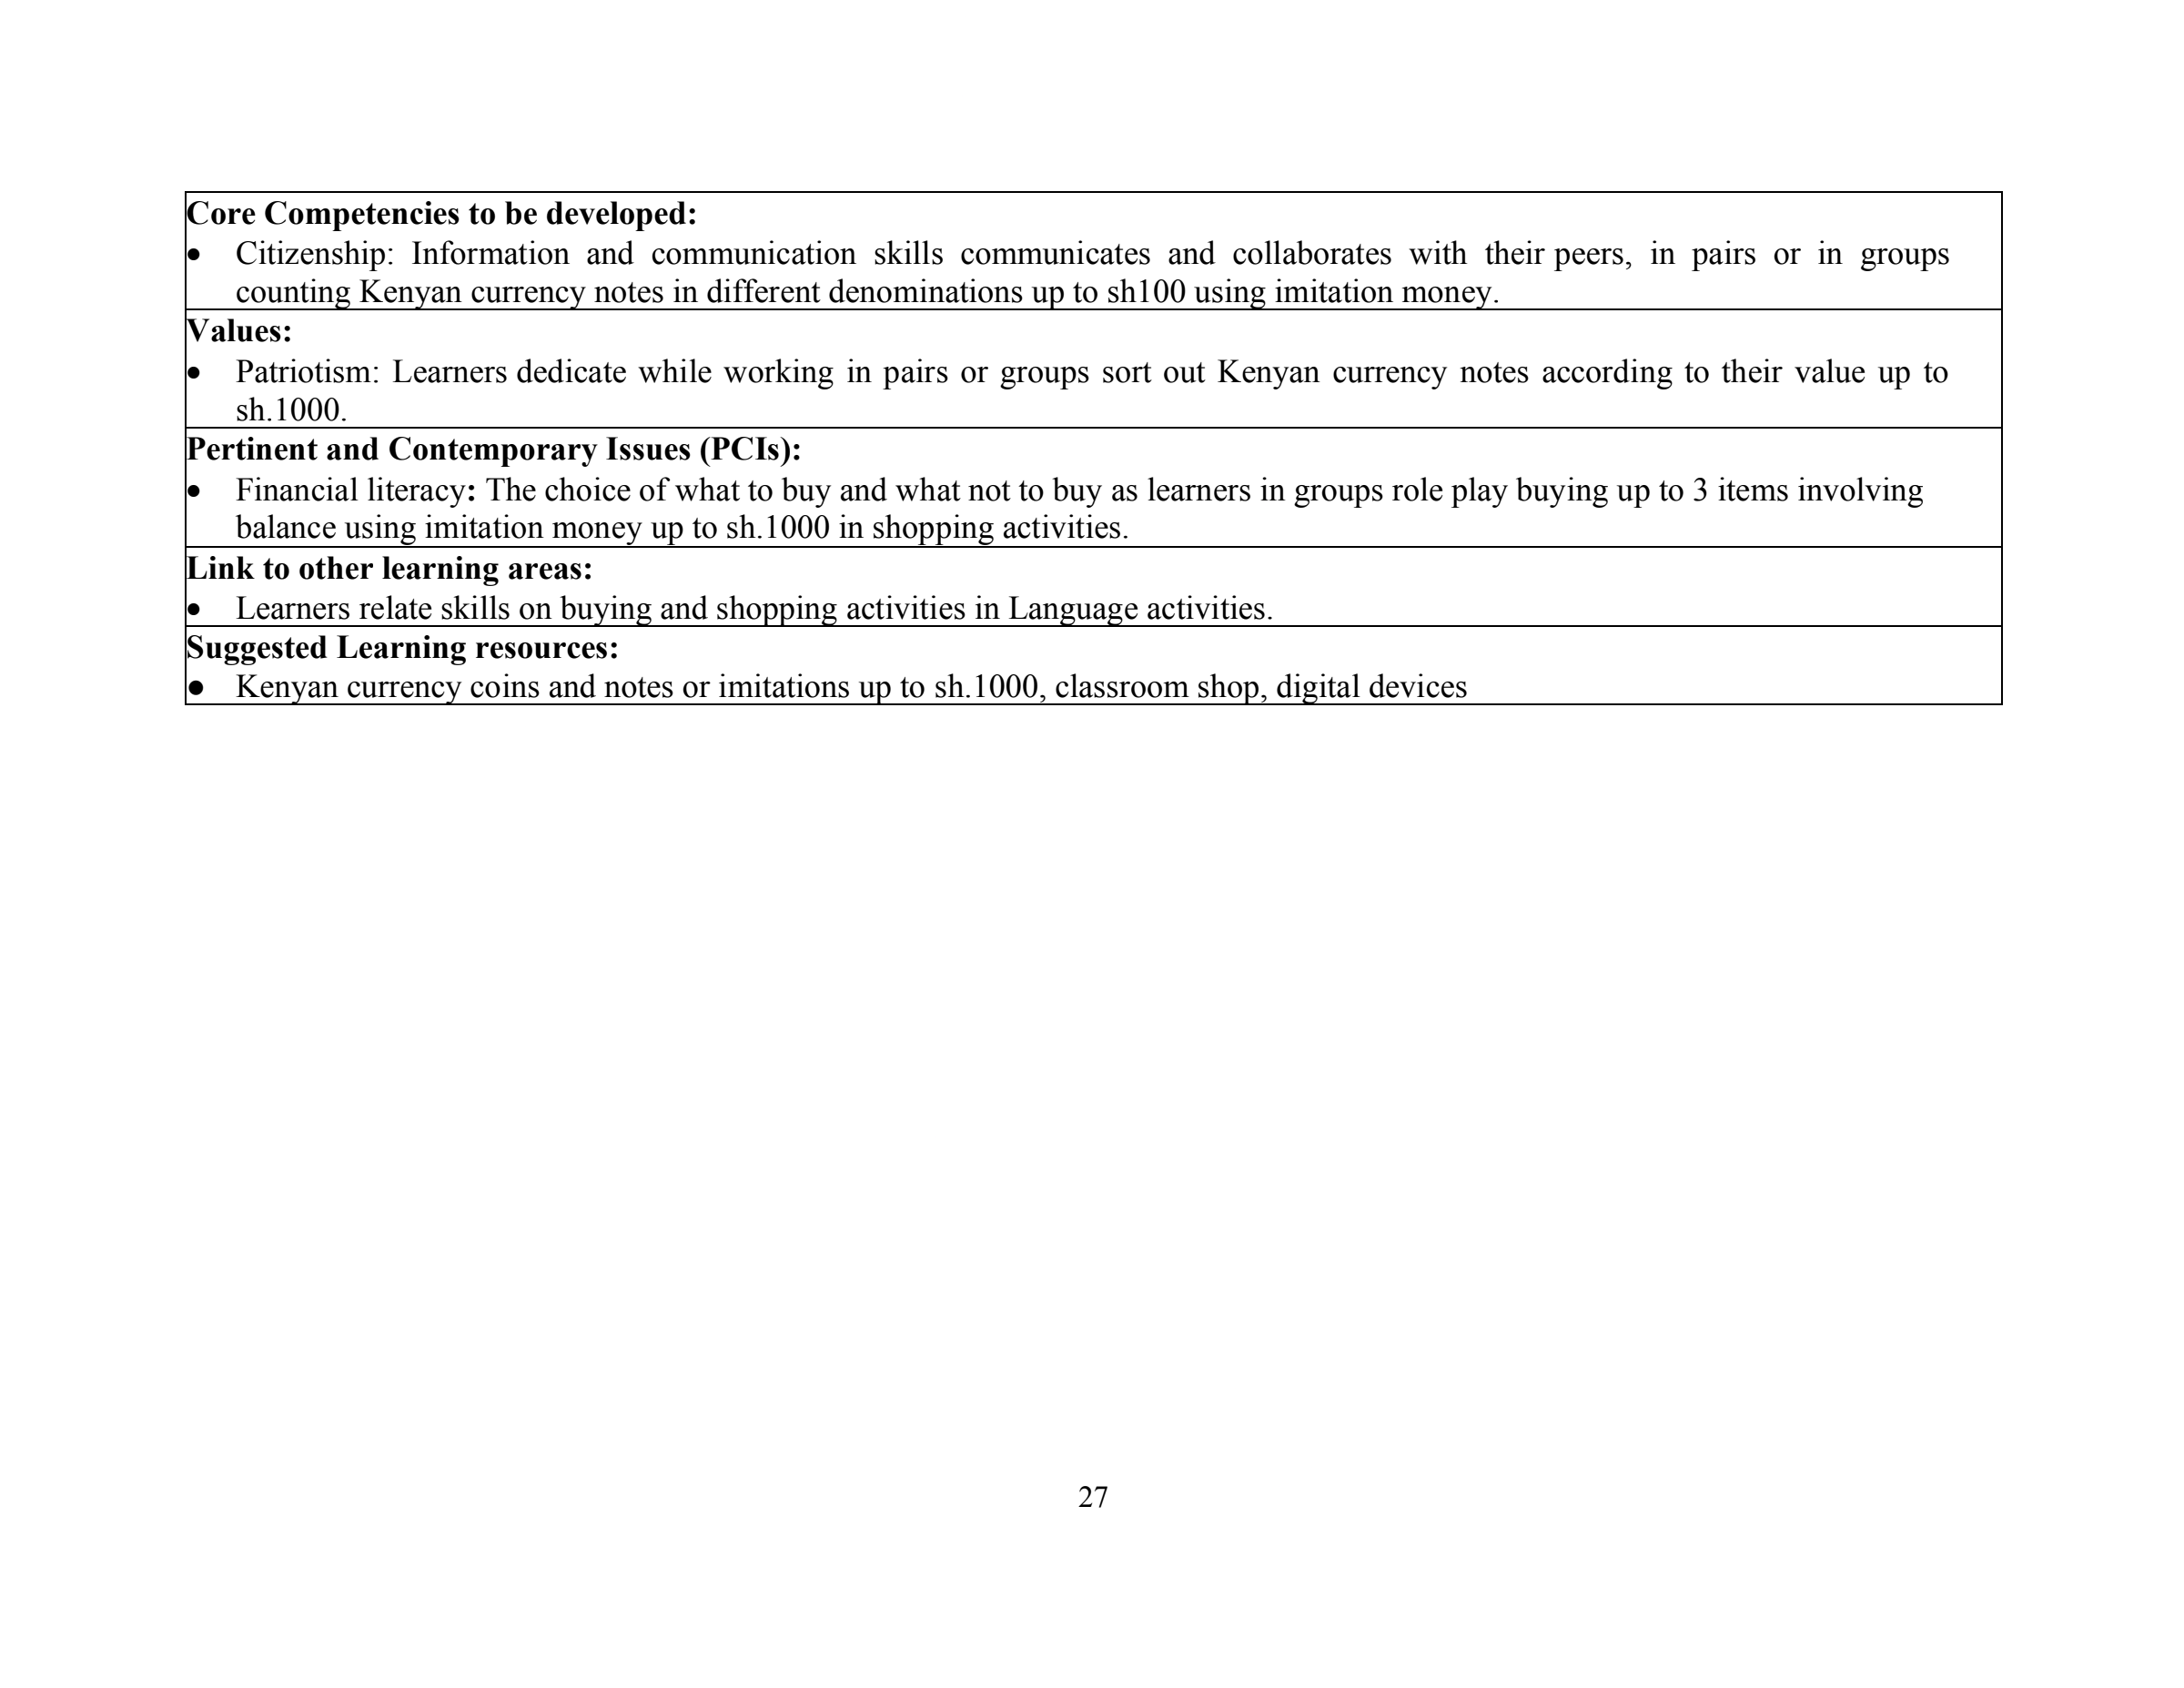 Core Competencies to be developed:
● Citizenship: Information and communication skills communicates and collaborates with their peers, in pairs or in groups
counting Kenyan currency notes in different denominations up to sh100 using imitation money.
Values:
● Patriotism: Learners dedicate while working in pairs or groups sort out Kenyan currency notes according to their value up to
sh.1000.
Pertinent and Contemporary Issues (PCIs):
● Financial literacy: The choice of what to buy and what not to buy as learners in groups role play buying up to 3 items involving
balance using imitation money up to sh.1000 in shopping activities.
Link to other learning areas:
● Learners relate skills on buying and shopping activities in Language activities.
Suggested Learning resources:
● Kenyan currency coins and notes or imitations up to sh.1000, classroom shop, digital devices
27